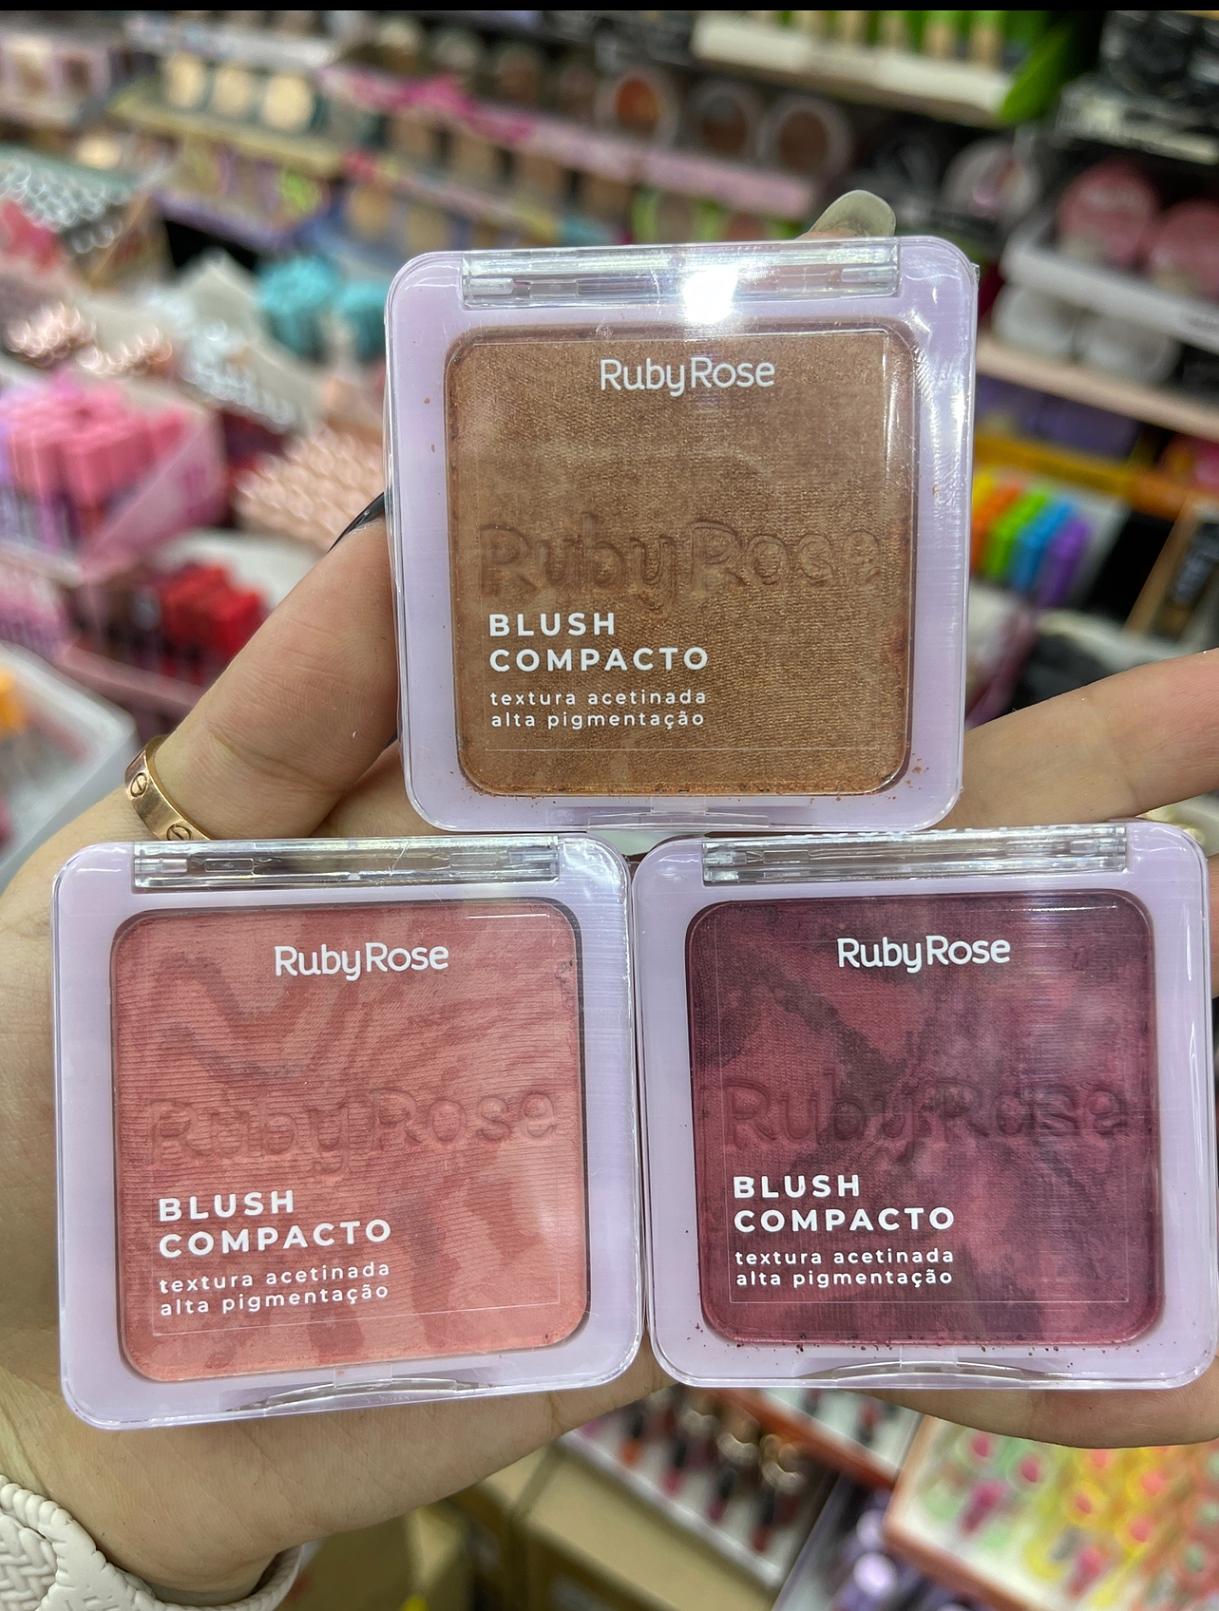 RubyRose
RubyRose
BLUSH
COMPACTO
textura acetinada
alta pigmentação
RubyRose
RubyRose
BLUSH
COMPACTO
textura acetinada
alta pigmentação
RubyRose
RubyRose
BLUSH
COMPACTO
textura acetinada
alta pigmentação